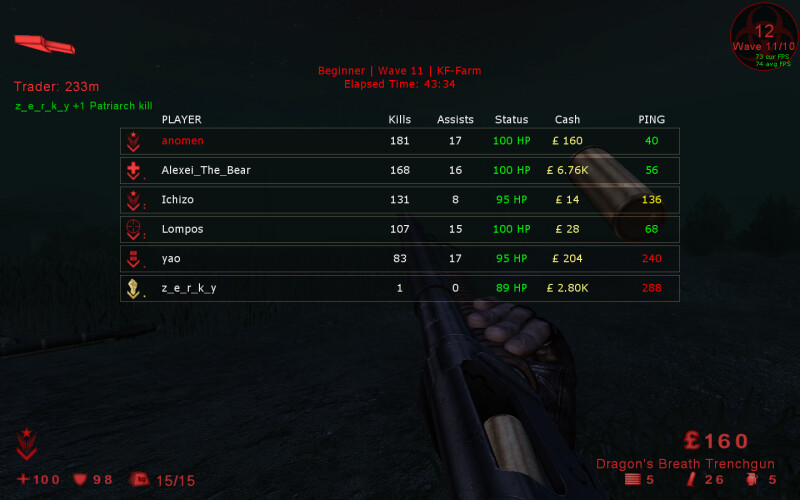 12
Wave 11/10
73 cur FPS
74 avg FPS
Beginner | Wave 11 | KF-Farm
Elapsed Time: 43:34
Trader: 233m
z_e_r_k_y +1 Patriarch kill
PLAYER Kills Assists Status Cash PING
anomen 181 17 100 HP £ 160 40
Alexei_The_Bear 168 16 100 HP £ 6.76K 56
Ichizo 131 8 95 HP £ 14 136
Lompos 107 15 100 HP £ 28 68
yao 83 17 95 HP £ 204 240
z_e_r_k_y 1 0 89 HP £ 2.80K 288
£160
Dragon's Breath Trenchgun
100 98 15/15 5 26 5